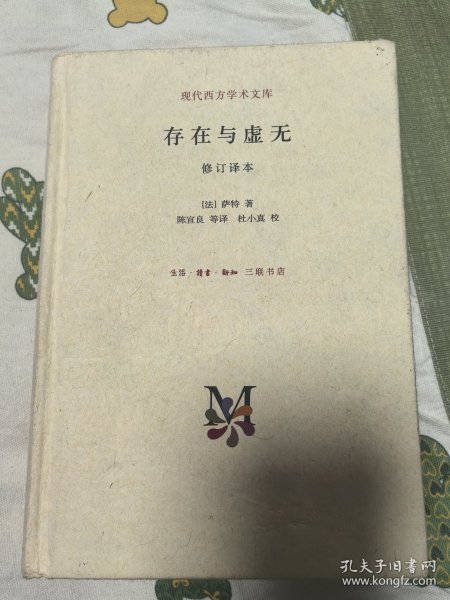 现代西方学术文库
存在与虚无
修订译本
[法] 萨特 著
陈宣良 等译 杜小真 校
生活·讀書·新知 三联书店
M
孔夫子旧书网
www.kongfz.com